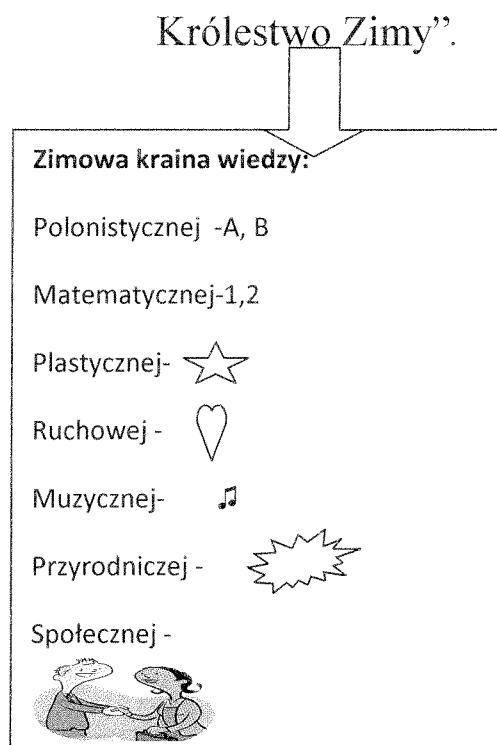 Królestwo Zimy”.
Zimowa kraina wiedzy:
Polonistycznej -A, B
Matematycznej-1,2
Plastycznej-
Ruchowej -
Muzycznej-
Przyrodniczej -
Społecznej -